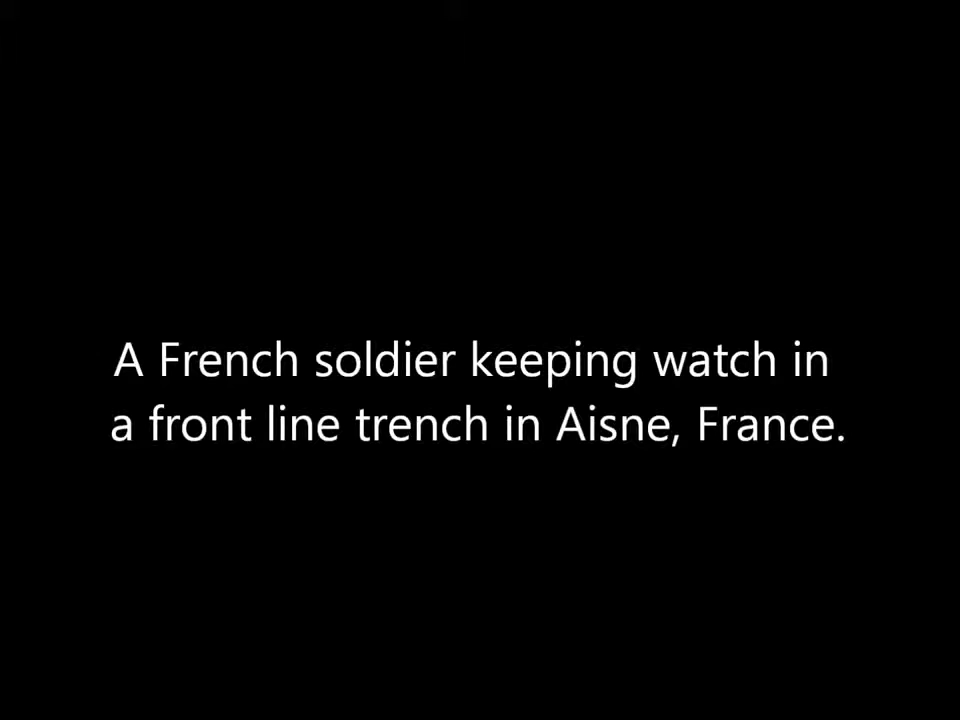 A French soldier keeping watch in
a front line trench in Aisne, France.